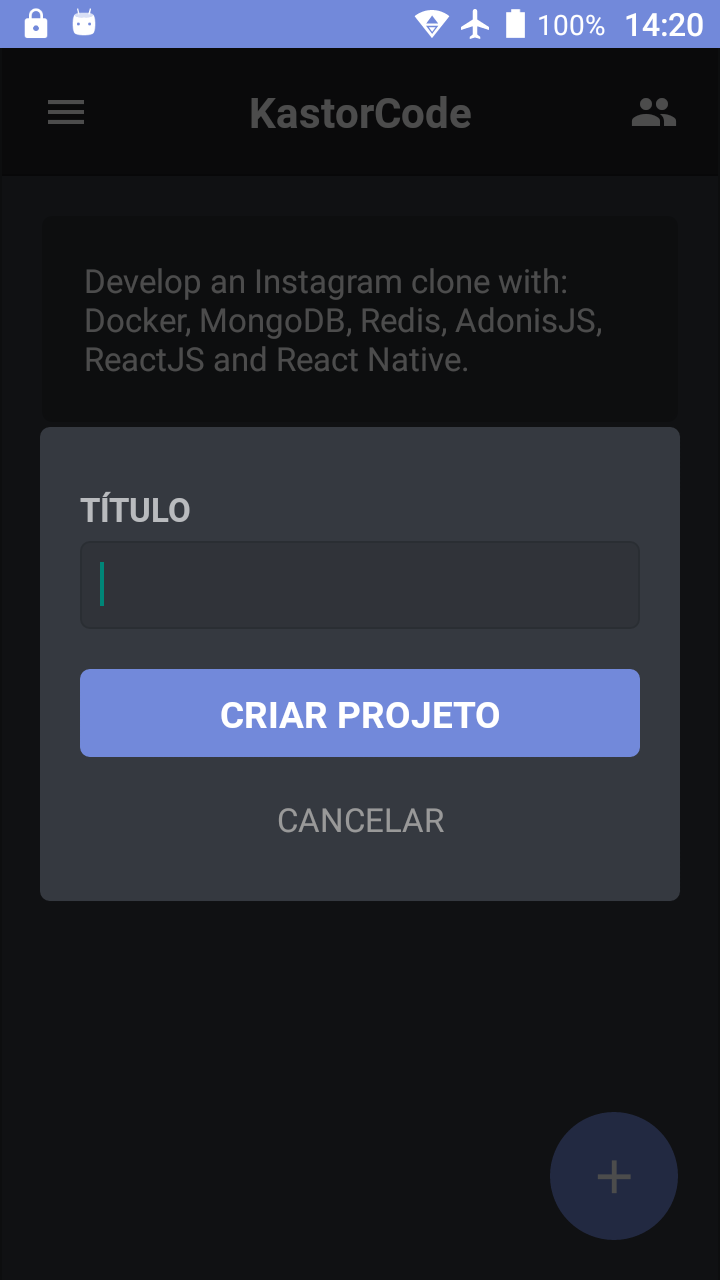 100% 14:20
KastorCode
Develop an Instagram clone with:
Docker, MongoDB, Redis, AdonisJS,
ReactJS and React Native.
TÍTULO
CRIAR PROJETO
CANCELAR